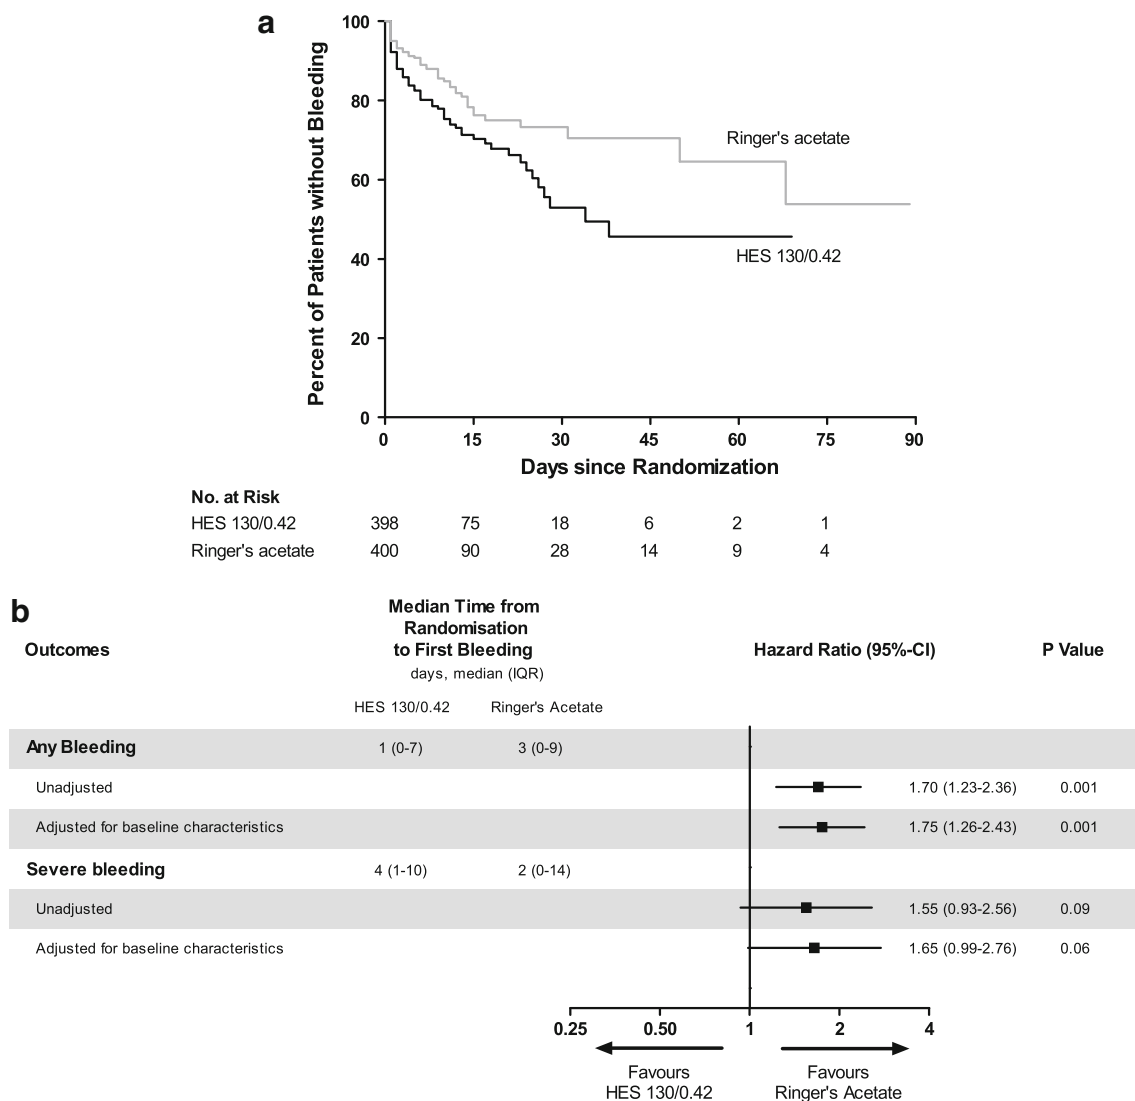 a
Percent of Patients without Bleeding
100
80
60
40
20
0
Ringer's acetate
HES 130/0.42
0 15 30 45 60 75 90
Days since Randomization
No. at Risk
HES 130/0.42 398 75 18 6 2 1
Ringer's acetate 400 90 28 14 9 4
b
Median Time from
Randomisation
Outcomes to First Bleeding Hazard Ratio (95%-CI) P Value
days, median (IQR)
HES 130/0.42 Ringer's Acetate
Any Bleeding 1 (0-7) 3 (0-9)
Unadjusted 1.70 (1.23-2.36) 0.001
Adjusted for baseline characteristics 1.75 (1.26-2.43) 0.001
Severe bleeding 4 (1-10) 2 (0-14)
Unadjusted 1.55 (0.93-2.56) 0.09
Adjusted for baseline characteristics 1.65 (0.99-2.76) 0.06
0.25 0.50 1 2 4
Favours Favours
HES 130/0.42 Ringer's Acetate